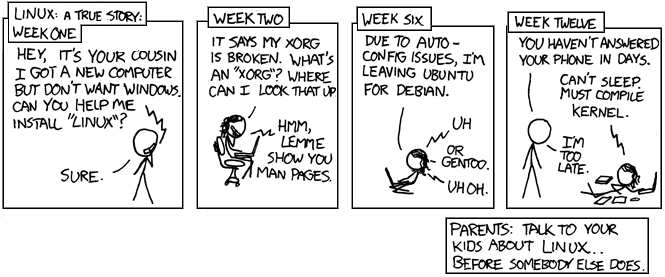 LINUX: A TRUE STORY:
WEEK ONE
HEY, IT'S YOUR COUSIN
I GOT A NEW COMPUTER
BUT DON'T WANT WINDOWS.
CAN YOU HELP ME
INSTALL "LINUX"?
SURE.
WEEK TWO
IT SAYS MY XORG
IS BROKEN. WHAT'S
AN "XORG"? WHERE
CAN I LOOK THAT UP
HMM,
LEMME
SHOW YOU
MAN PAGES.
WEEK SIX
DUE TO AUTO-
CONFIG ISSUES, I'M
LEAVING UBUNTU
FOR DEBIAN.
UH
OR
GENTOO.
UH OH.
WEEK TWELVE
YOU HAVEN'T ANSWERED
YOUR PHONE IN DAYS.
CAN'T SLEEP.
MUST COMPILE
KERNEL.
I'M
TOO
LATE.
PARENTS: TALK TO YOUR
KIDS ABOUT LINUX...
BEFORE SOMEBODY ELSE DOES.